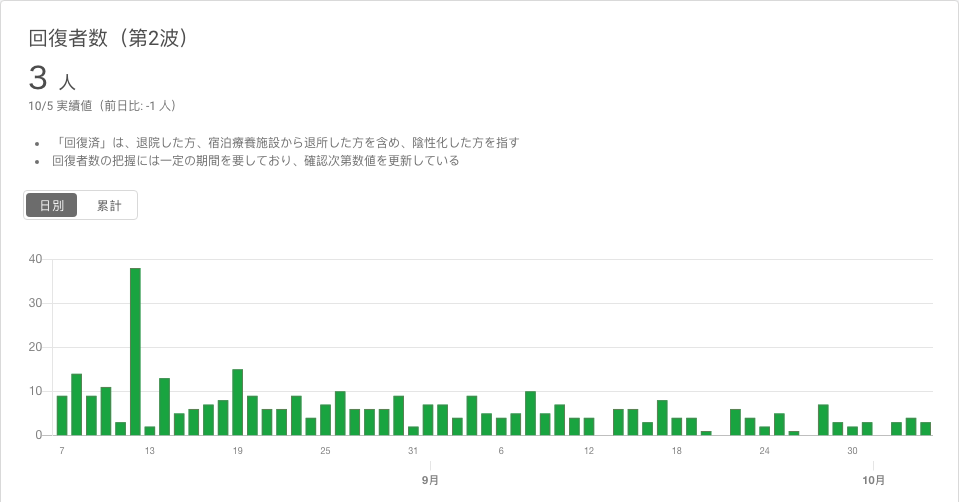 回復者数（第2波）
3 人
10/5 実績値（前日比: -1 人）
• 「回復済」は、退院した方、宿泊療養施設から退所した方を含め、陰性化した方を指す
• 回復者数の把握には一定の期間を要しており、確認次第数値を更新している
日別 累計
40
30
20
10
0
7 13 19 25 31 6 12 18 24 30
9月 10月